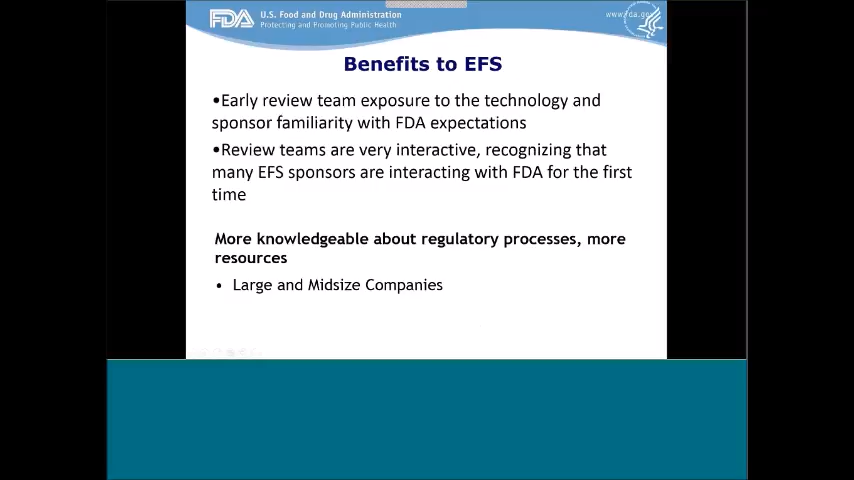 FDA U.S. Food and Drug Administration
Protecting and Promoting Public Health
www.fda.gov
Benefits to EFS
•Early review team exposure to the technology and
sponsor familiarity with FDA expectations
•Review teams are very interactive, recognizing that
many EFS sponsors are interacting with FDA for the first
time
More knowledgeable about regulatory processes, more
resources
• Large and Midsize Companies